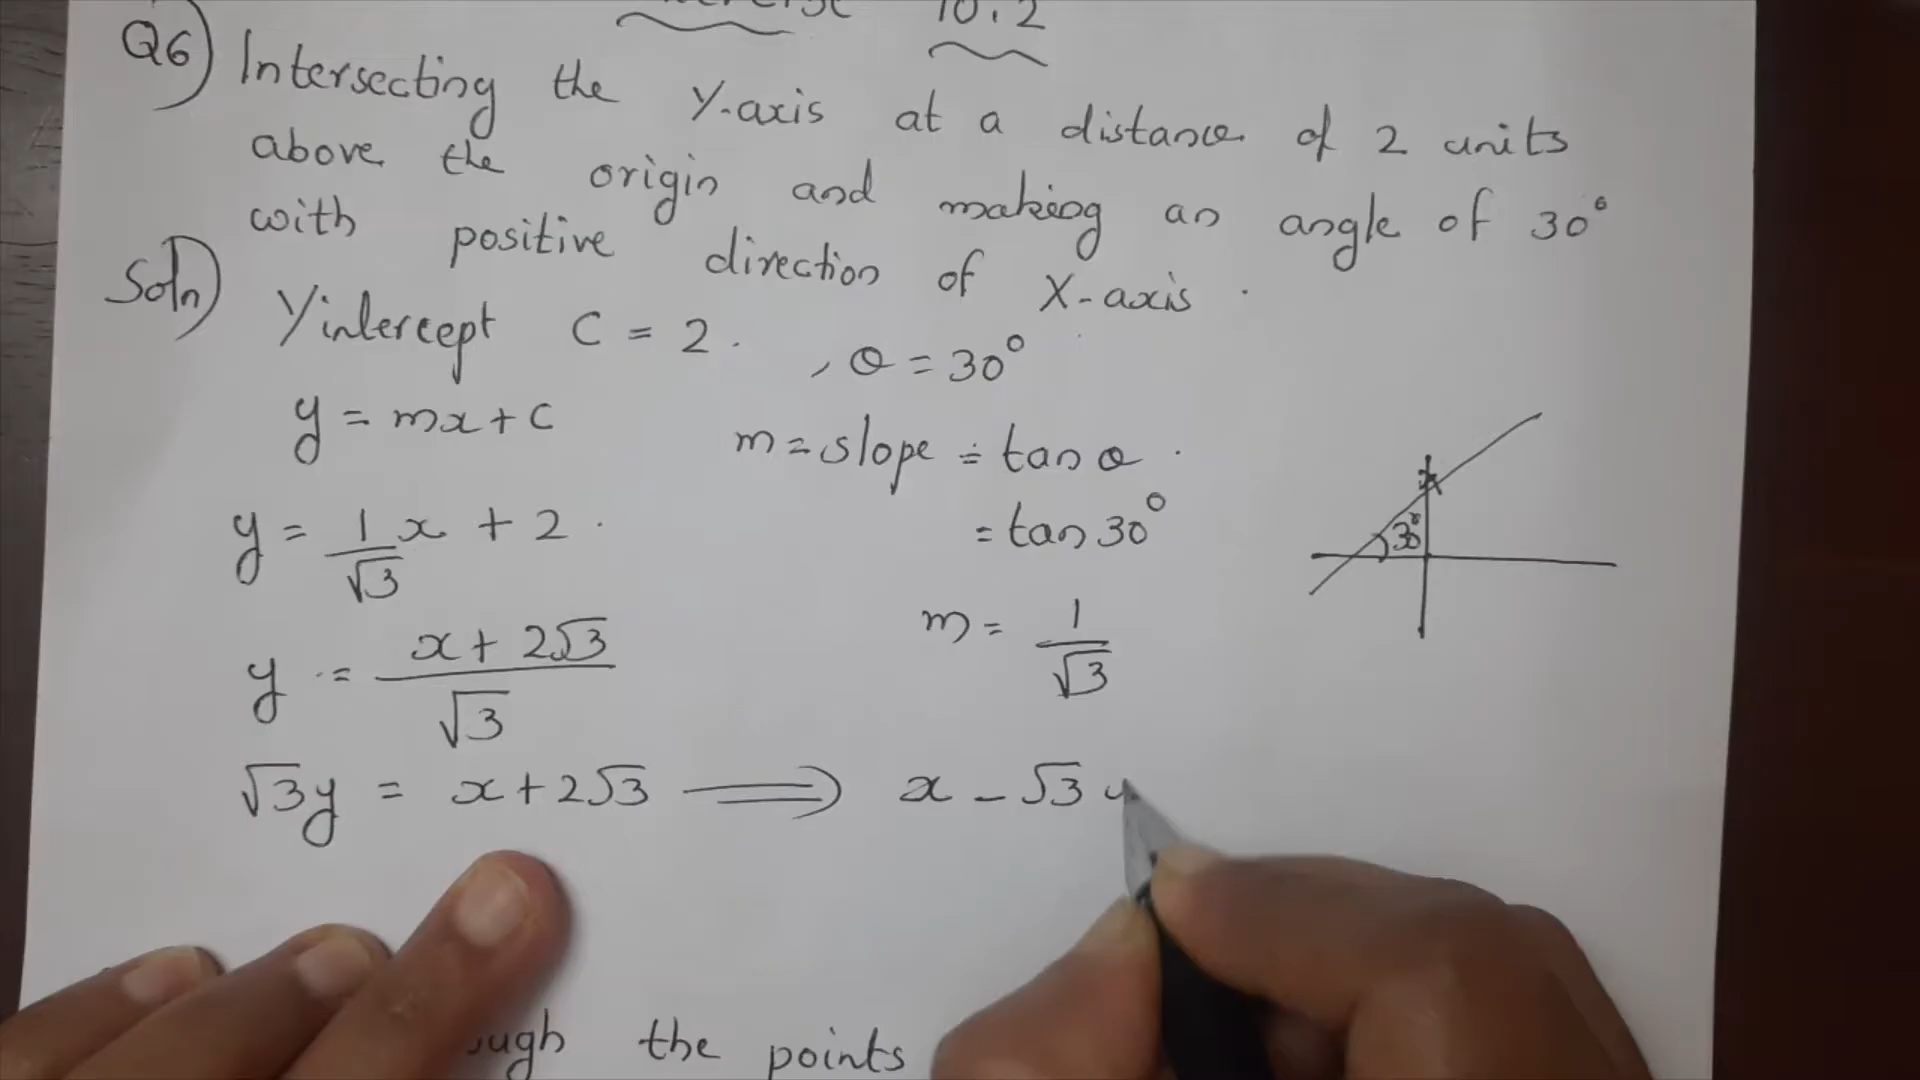 10.2
Q6) Intersecting the Y-axis at a distance of 2 units
above the origin and making an angle of 30°
with positive direction of X-axis.
Soln) Y intercept C = 2. , θ = 30°
y = mx + C
m = slope = tan θ.
y = 1/√3 x + 2.
= tan 30°
30°
m = 1/√3
y = x + 2√3 / √3
√3y = x + 2√3 ⟹ x - √3 y
the points